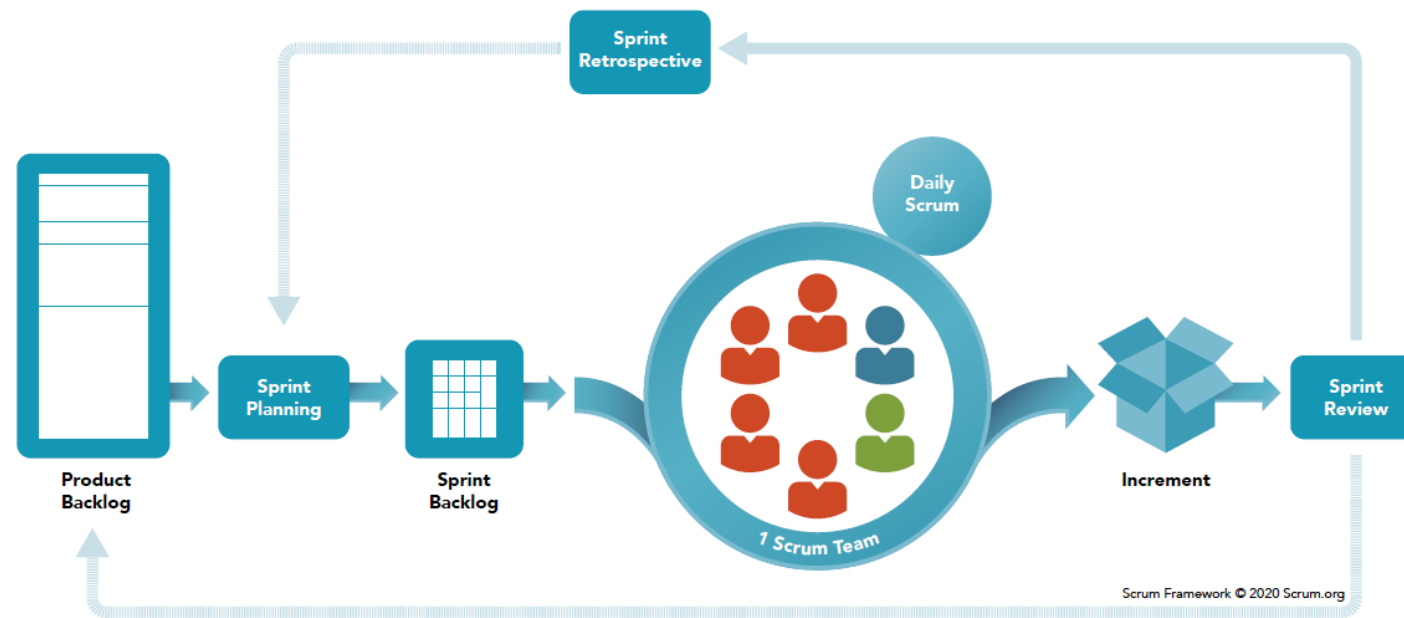 Sprint
Retrospective
Daily
Scrum
Sprint
Planning
Sprint
Review
Product
Backlog
Sprint
Backlog
Increment
1 Scrum Team
Scrum Framework © 2020 Scrum.org